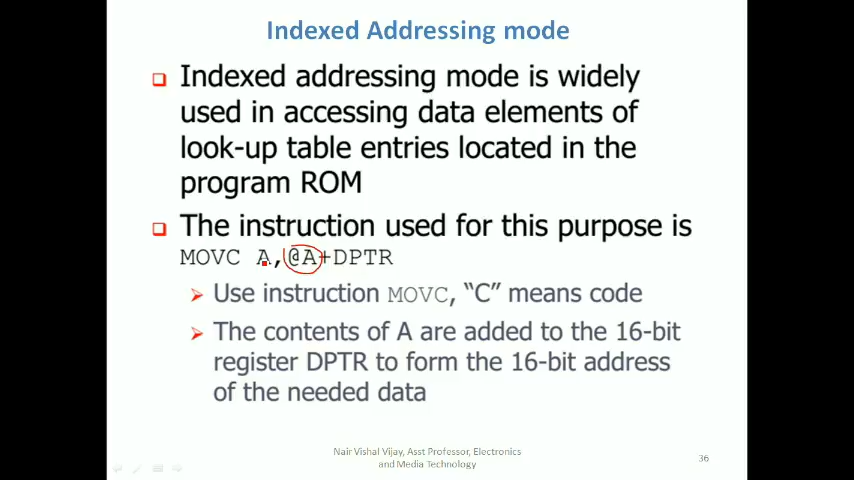 Indexed Addressing mode
Indexed addressing mode is widely
used in accessing data elements of
look-up table entries located in the
program ROM
The instruction used for this purpose is
MOVC A,@A+DPTR
Use instruction MOVC, “C” means code
The contents of A are added to the 16-bit
register DPTR to form the 16-bit address
of the needed data
Nair Vishal Vijay, Asst Professor, Electronics
and Media Technology
36